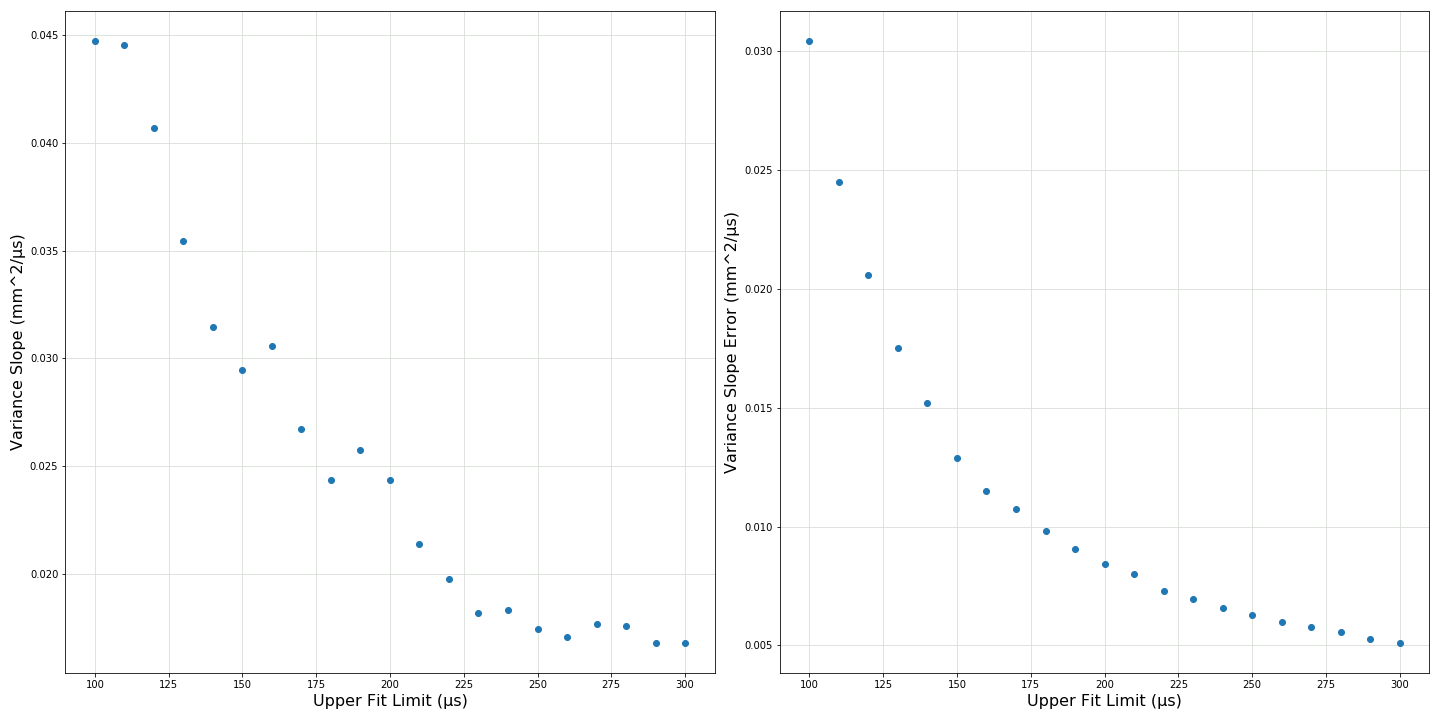 0.045
0.040
0.035
0.030
0.025
0.020
Variance Slope (mm^2/μs)
100 125 150 175 200 225 250 275 300
Upper Fit Limit (μs)
0.030
0.025
0.020
0.015
0.010
0.005
Variance Slope Error (mm^2/μs)
100 125 150 175 200 225 250 275 300
Upper Fit Limit (μs)